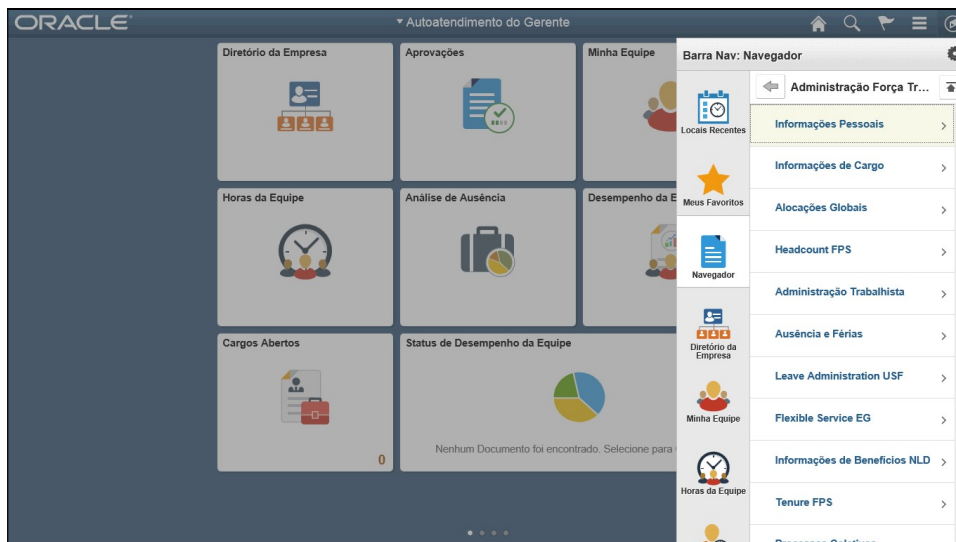 ORACLE
Autoatendimento do Gerente
Diretório da Empresa
Aprovações
Minha Equipe
Horas da Equipe
Análise de Ausência
Desempenho da E
Cargos Abertos
0
Status de Desempenho da Equipe
Nenhum Documento foi encontrado. Selecione para
Barra Nav: Navegador
Locais Recentes
Meus Favoritos
Navegador
Diretório da
Empresa
Minha Equipe
Horas da Equipe
Administração Força Tr...
Informações Pessoais
Informações de Cargo
Alocações Globais
Headcount FPS
Administração Trabalhista
Ausência e Férias
Leave Administration USF
Flexible Service EG
Informações de Benefícios NLD
Tenure FPS